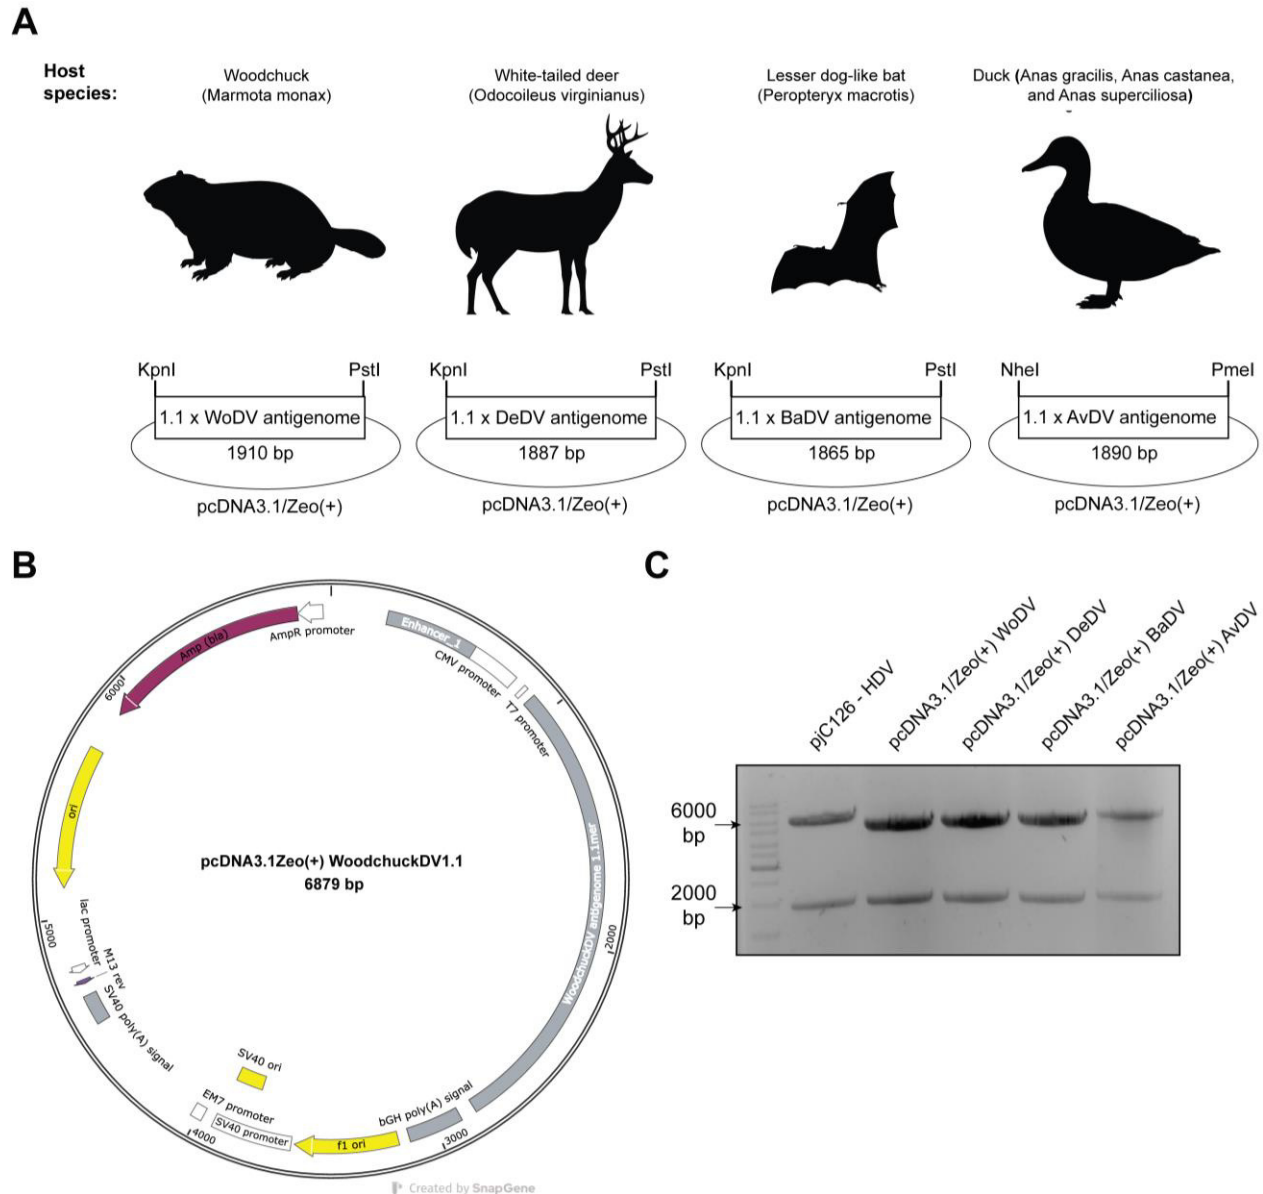 A
Host
species:
Woodchuck
(Marmota monax)
White-tailed deer
(Odocoileus virginianus)
Lesser dog-like bat
(Peropteryx macrotis)
Duck (Anas gracilis, Anas castanea,
and Anas superciliosa)
KpnI
PstI
1.1 x WoDV antigenome
1910 bp
pcDNA3.1/Zeo(+)
KpnI
PstI
1.1 x DeDV antigenome
1887 bp
pcDNA3.1/Zeo(+)
KpnI
PstI
1.1 x BaDV antigenome
1865 bp
pcDNA3.1/Zeo(+)
NheI
PmeI
1.1 x AvDV antigenome
1890 bp
pcDNA3.1/Zeo(+)
B
AmpR promoter
Amp (bla)
6000
Enhancer_1
CMV promoter
T7 promoter
WoodchuckDV antigenome 1.1mer
2000
pcDNA3.1Zeo(+) WoodchuckDV1.1
6879 bp
ori
5000
lac promoter
M13 rev
SV40 poly(A) signal
SV40 ori
EM7 promoter
SV40 promoter
4000
f1 ori
bGH poly(A) signal
3000
Created by SnapGene
C
pjC126 - HDV
pcDNA3.1/Zeo(+) WoDV
pcDNA3.1/Zeo(+) DeDV
pcDNA3.1/Zeo(+) BaDV
pcDNA3.1/Zeo(+) AvDV
6000
bp
2000
bp